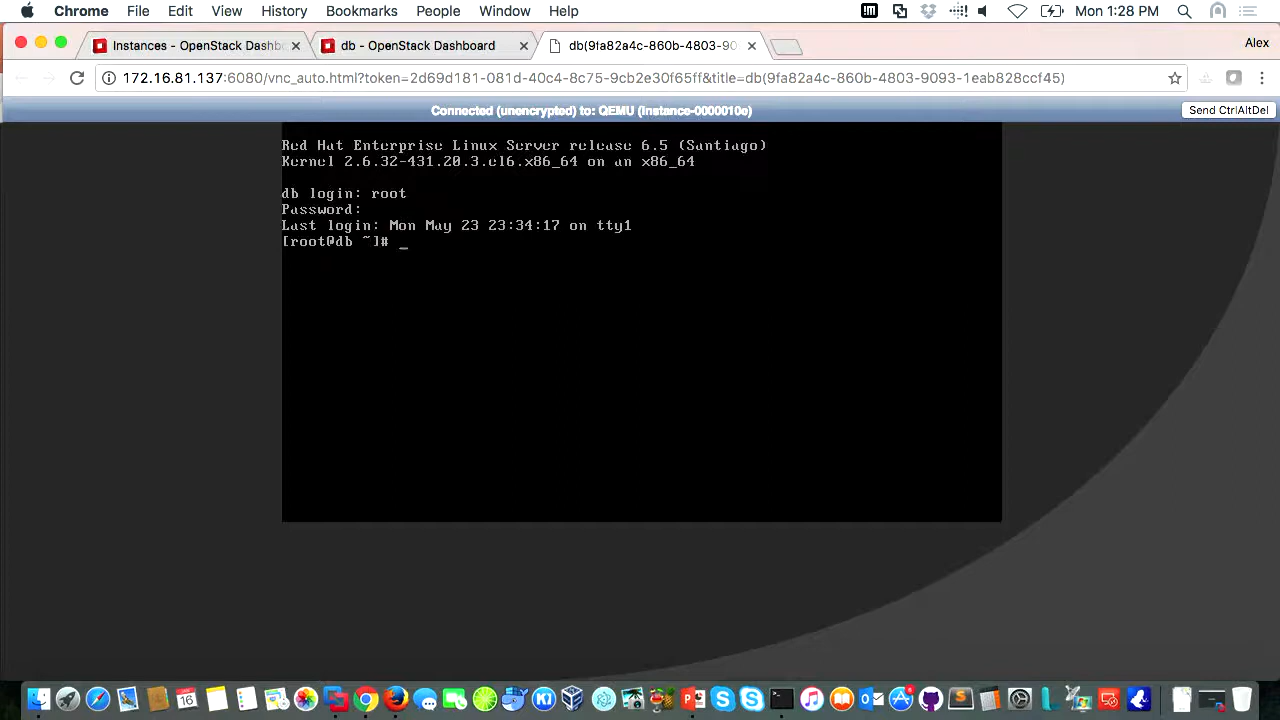 Chrome File Edit View History Bookmarks People Window Help Mon 1:28 PM
Instances - OpenStack Dashb db - OpenStack Dashboard db(9fa82a4c-860b-4803-90 Alex
172.16.81.137:6080/vnc_auto.html?token=2d69d181-081d-40c4-8c75-9cb2e30f65ff&title=db(9fa82a4c-860b-4803-9093-1eab828ccf45)
Connected (unencrypted) to: QEMU (instance-0000010e) Send CtrlAltDel
Red Hat Enterprise Linux Server release 6.5 (Santiago)
Kernel 2.6.32-431.20.3.el6.x86_64 on an x86_64
db login: root
Password:
Last login: Mon May 23 23:34:17 on tty1
[root@db ~]# _